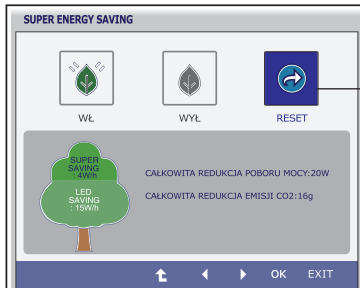 SUPER ENERGY SAVING
WŁ
WYŁ
RESET
SUPER
SAVING
: 4W/h
LED
SAVING
: 15W/h
CAŁKOWITA REDUKCJA POBORU MOCY:20W
CAŁKOWITA REDUKCJA EMISJI CO2:16g
OK
EXIT